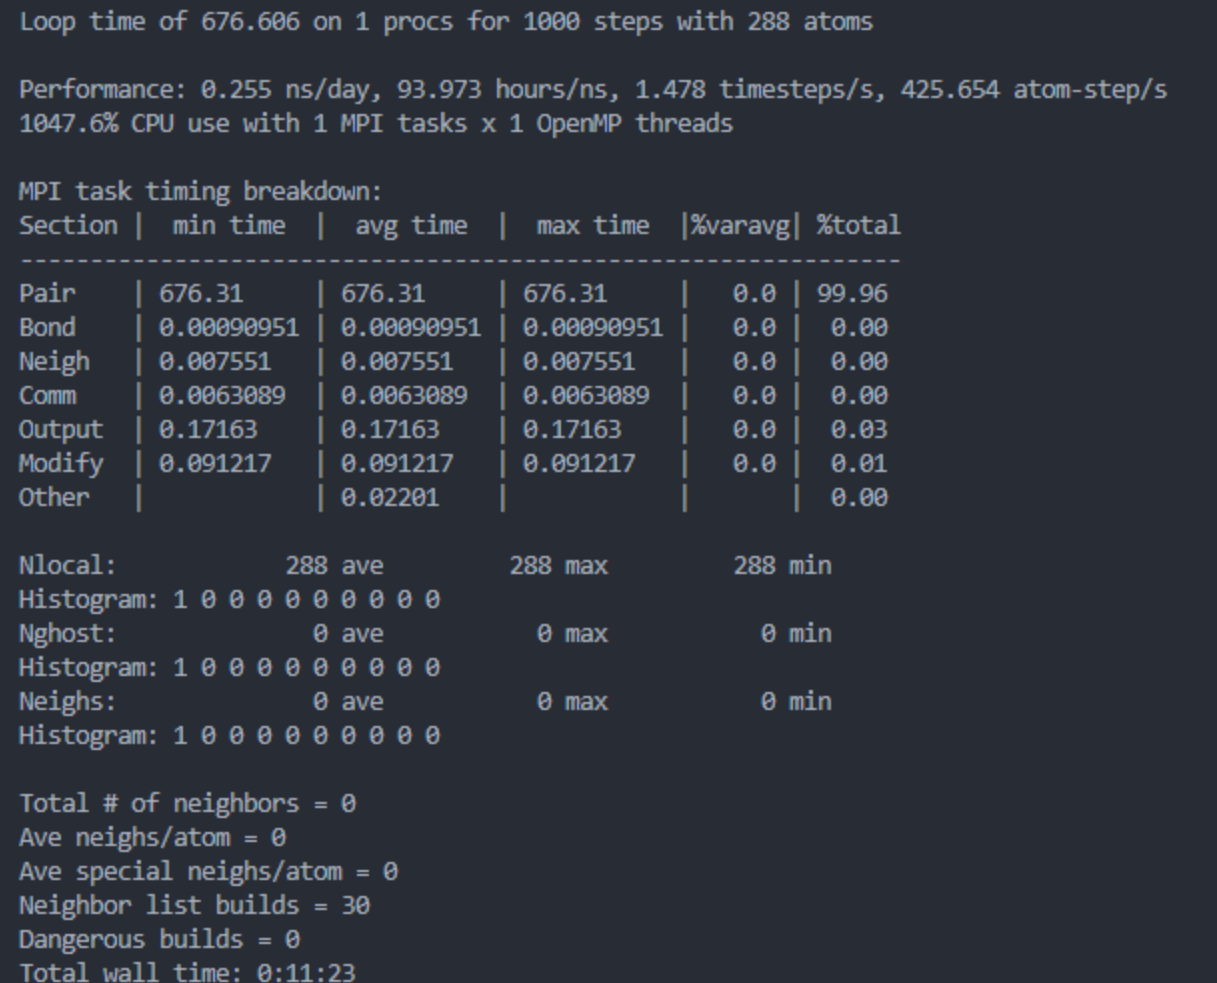 Loop time of 676.606 on 1 procs for 1000 steps with 288 atoms
Performance: 0.255 ns/day, 93.973 hours/ns, 1.478 timesteps/s, 425.654 atom-step/s
1047.6% CPU use with 1 MPI tasks x 1 OpenMP threads
MPI task timing breakdown:
Section |  min time  |  avg time  |  max time  |%varavg| %total
---------------------------------------------------------------
Pair    | 676.31     | 676.31     | 676.31     |   0.0 | 99.96
Bond    | 0.00090951 | 0.00090951 | 0.00090951 |   0.0 |  0.00
Neigh   | 0.007551   | 0.007551   | 0.007551   |   0.0 |  0.00
Comm    | 0.0063089  | 0.0063089  | 0.0063089  |   0.0 |  0.00
Output  | 0.17163    | 0.17163    | 0.17163    |   0.0 |  0.03
Modify  | 0.091217   | 0.091217   | 0.091217   |   0.0 |  0.01
Other   |            | 0.02201    |            |       |  0.00
Nlocal:            288 ave         288 max         288 min
Histogram: 1 0 0 0 0 0 0 0 0 0
Nghost:              0 ave           0 max           0 min
Histogram: 1 0 0 0 0 0 0 0 0 0
Neighs:              0 ave           0 max           0 min
Histogram: 1 0 0 0 0 0 0 0 0 0
Total # of neighbors = 0
Ave neighs/atom = 0
Ave special neighs/atom = 0
Neighbor list builds = 30
Dangerous builds = 0
Total wall time: 0:11:23